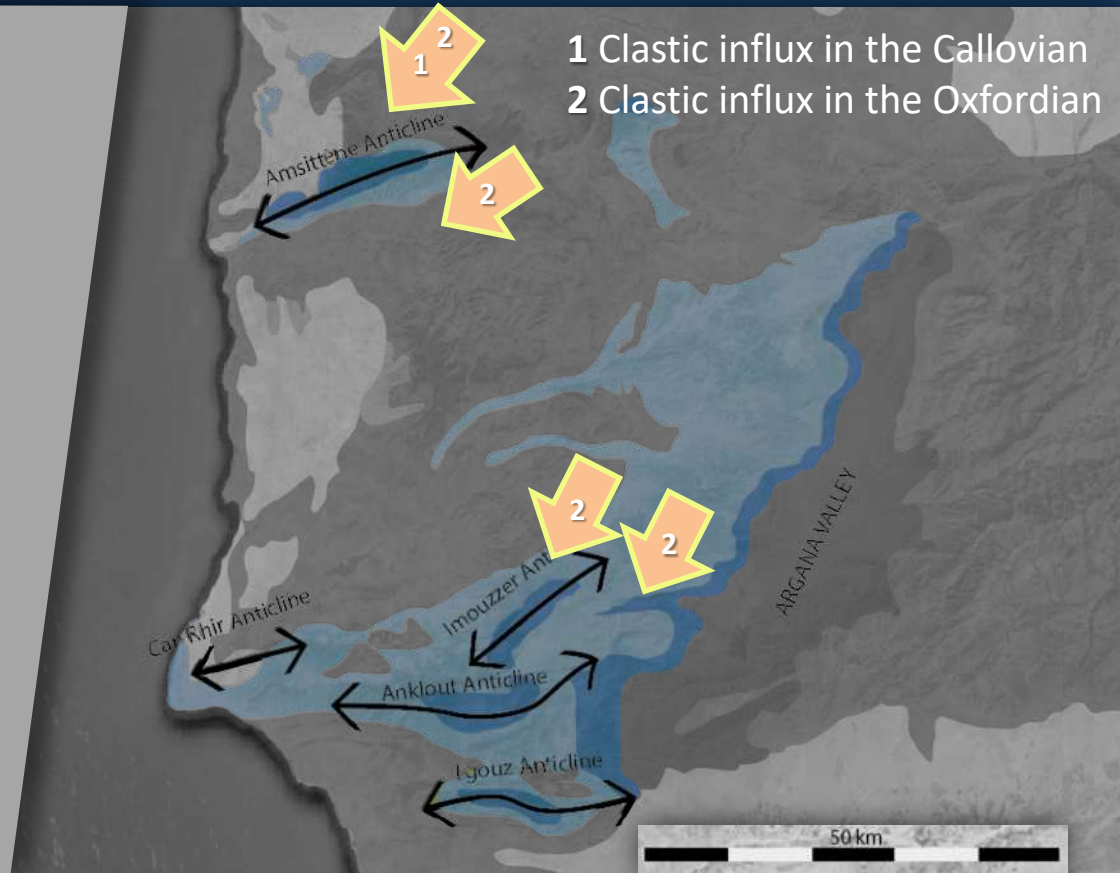 1 Clastic influx in the Callovian
2 Clastic influx in the Oxfordian
2
1
Amsittene Anticline
2
2
2
Imouzzer Ant
ARGANA VALLEY
Rhir Anticline
Anklout Anticline
Anticline
50 km